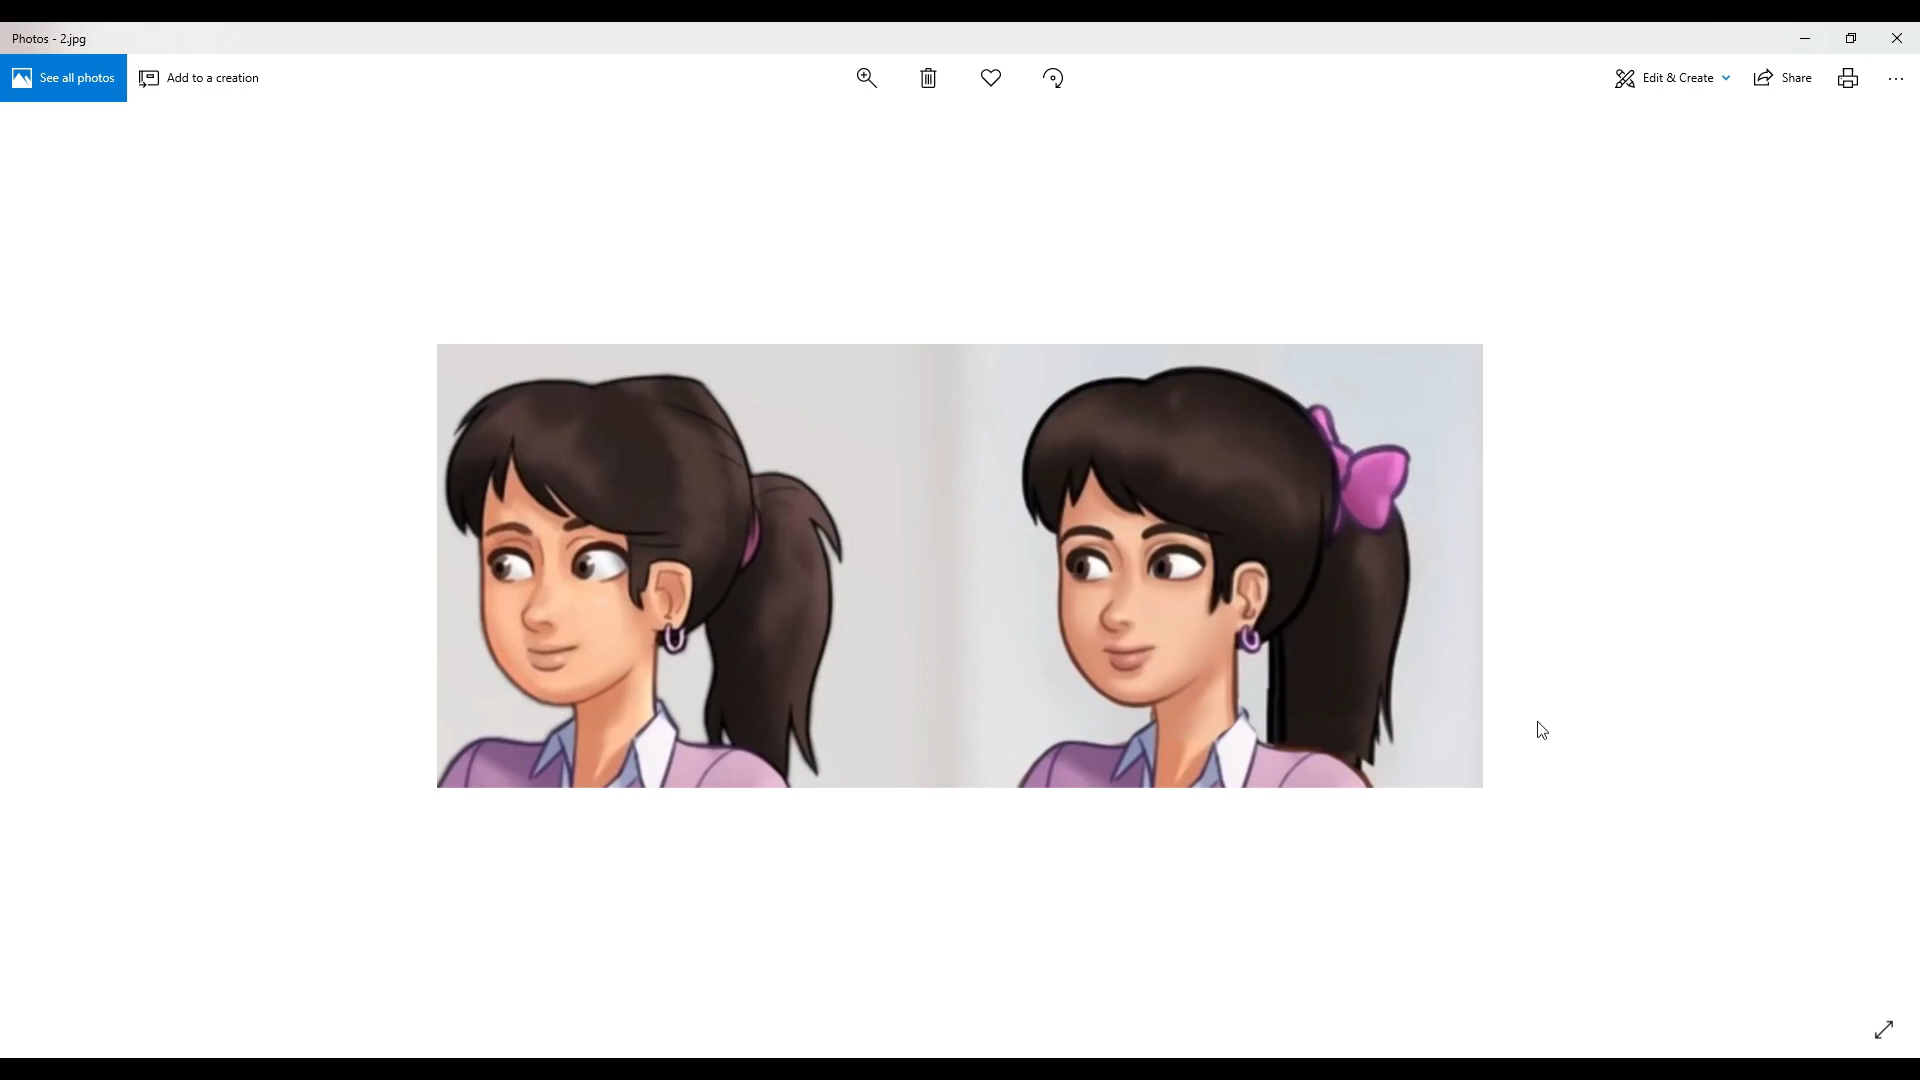 Photos - 2.jpg
See all photos
Add to a creation
Edit & Create
Share